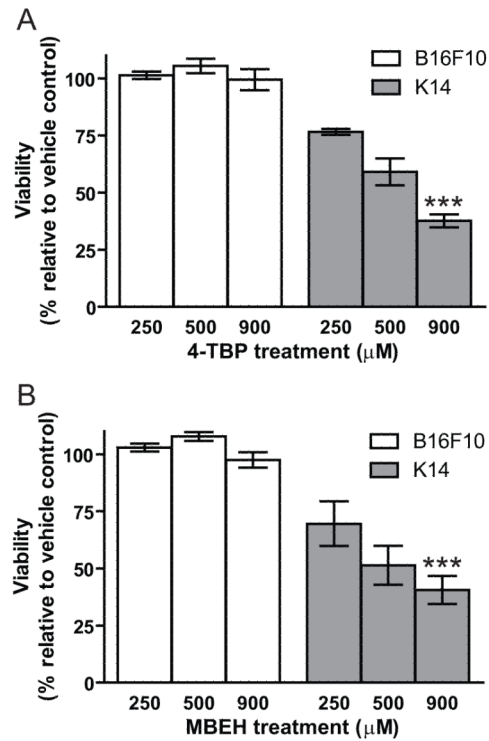 A
B16F10
K14
Viability
(% relative to vehicle control)
100
75
50
25
0
***
250 500 900 250 500 900
4-TBP treatment (μM)
B
B16F10
K14
Viability
(% relative to vehicle control)
100
75
50
25
0
***
250 500 900 250 500 900
MBEH treatment (μM)